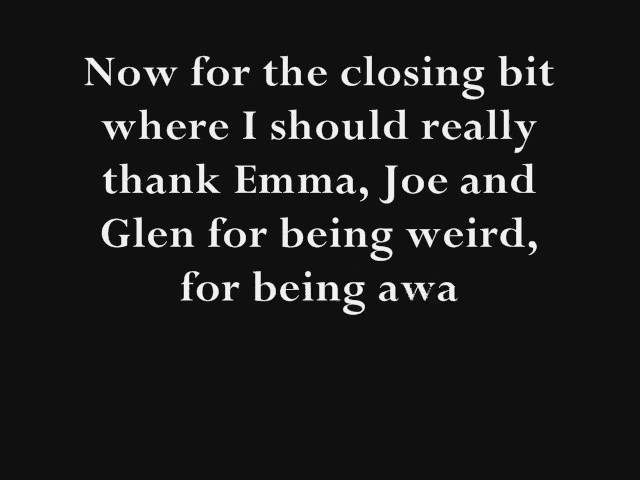 Now for the closing bit
where I should really
thank Emma, Joe and
Glen for being weird,
for being awa